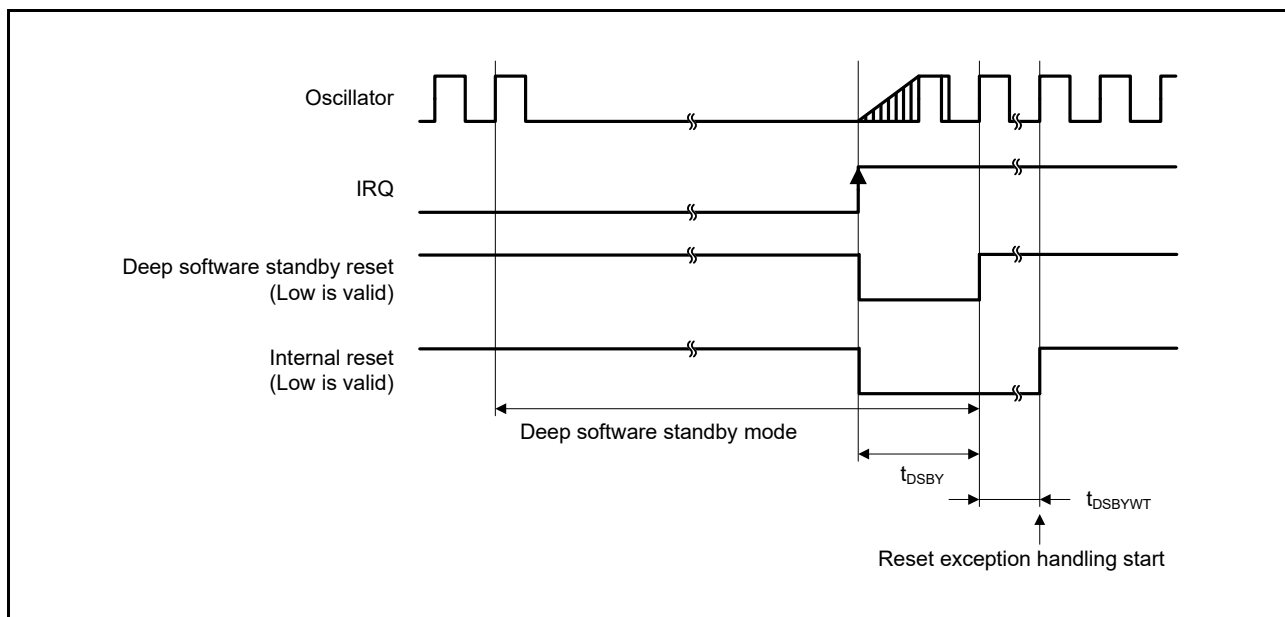 Oscillator
IRQ
Deep software standby reset
(Low is valid)
Internal reset
(Low is valid)
Deep software standby mode
tDSBY
tDSBYWT
Reset exception handling start